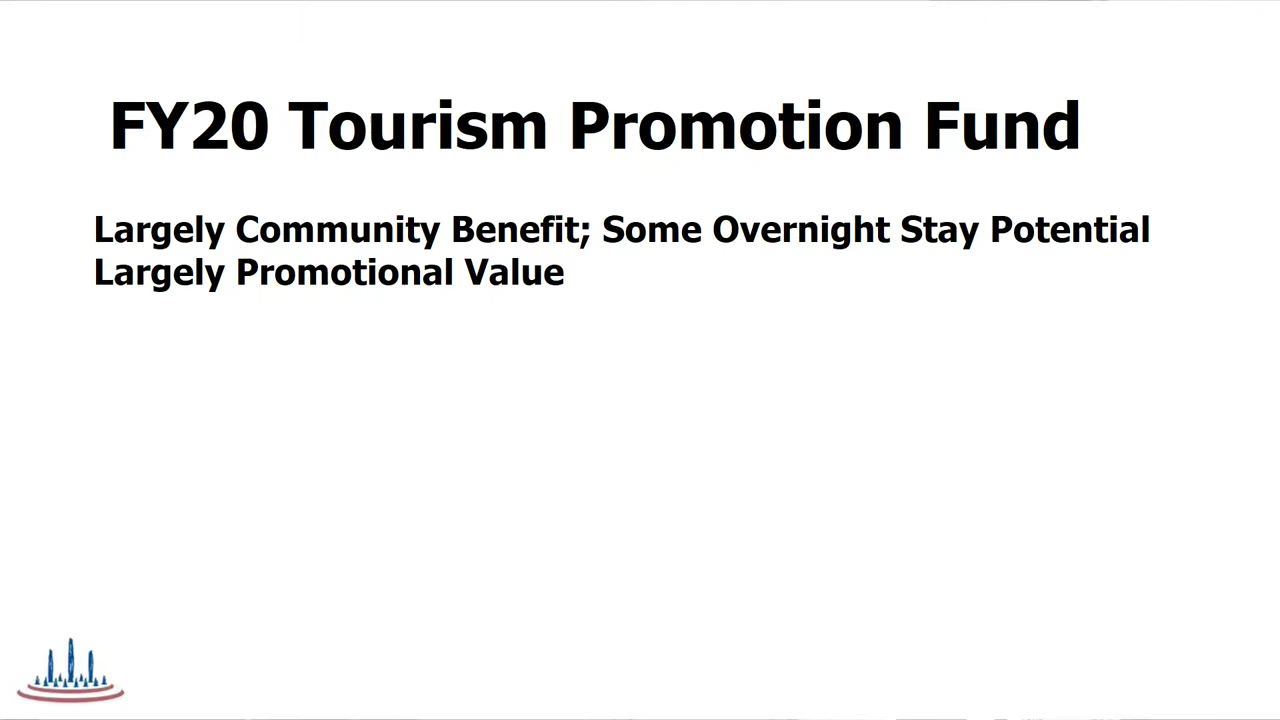 FY20 Tourism Promotion Fund
Largely Community Benefit; Some Overnight Stay Potential
Largely Promotional Value